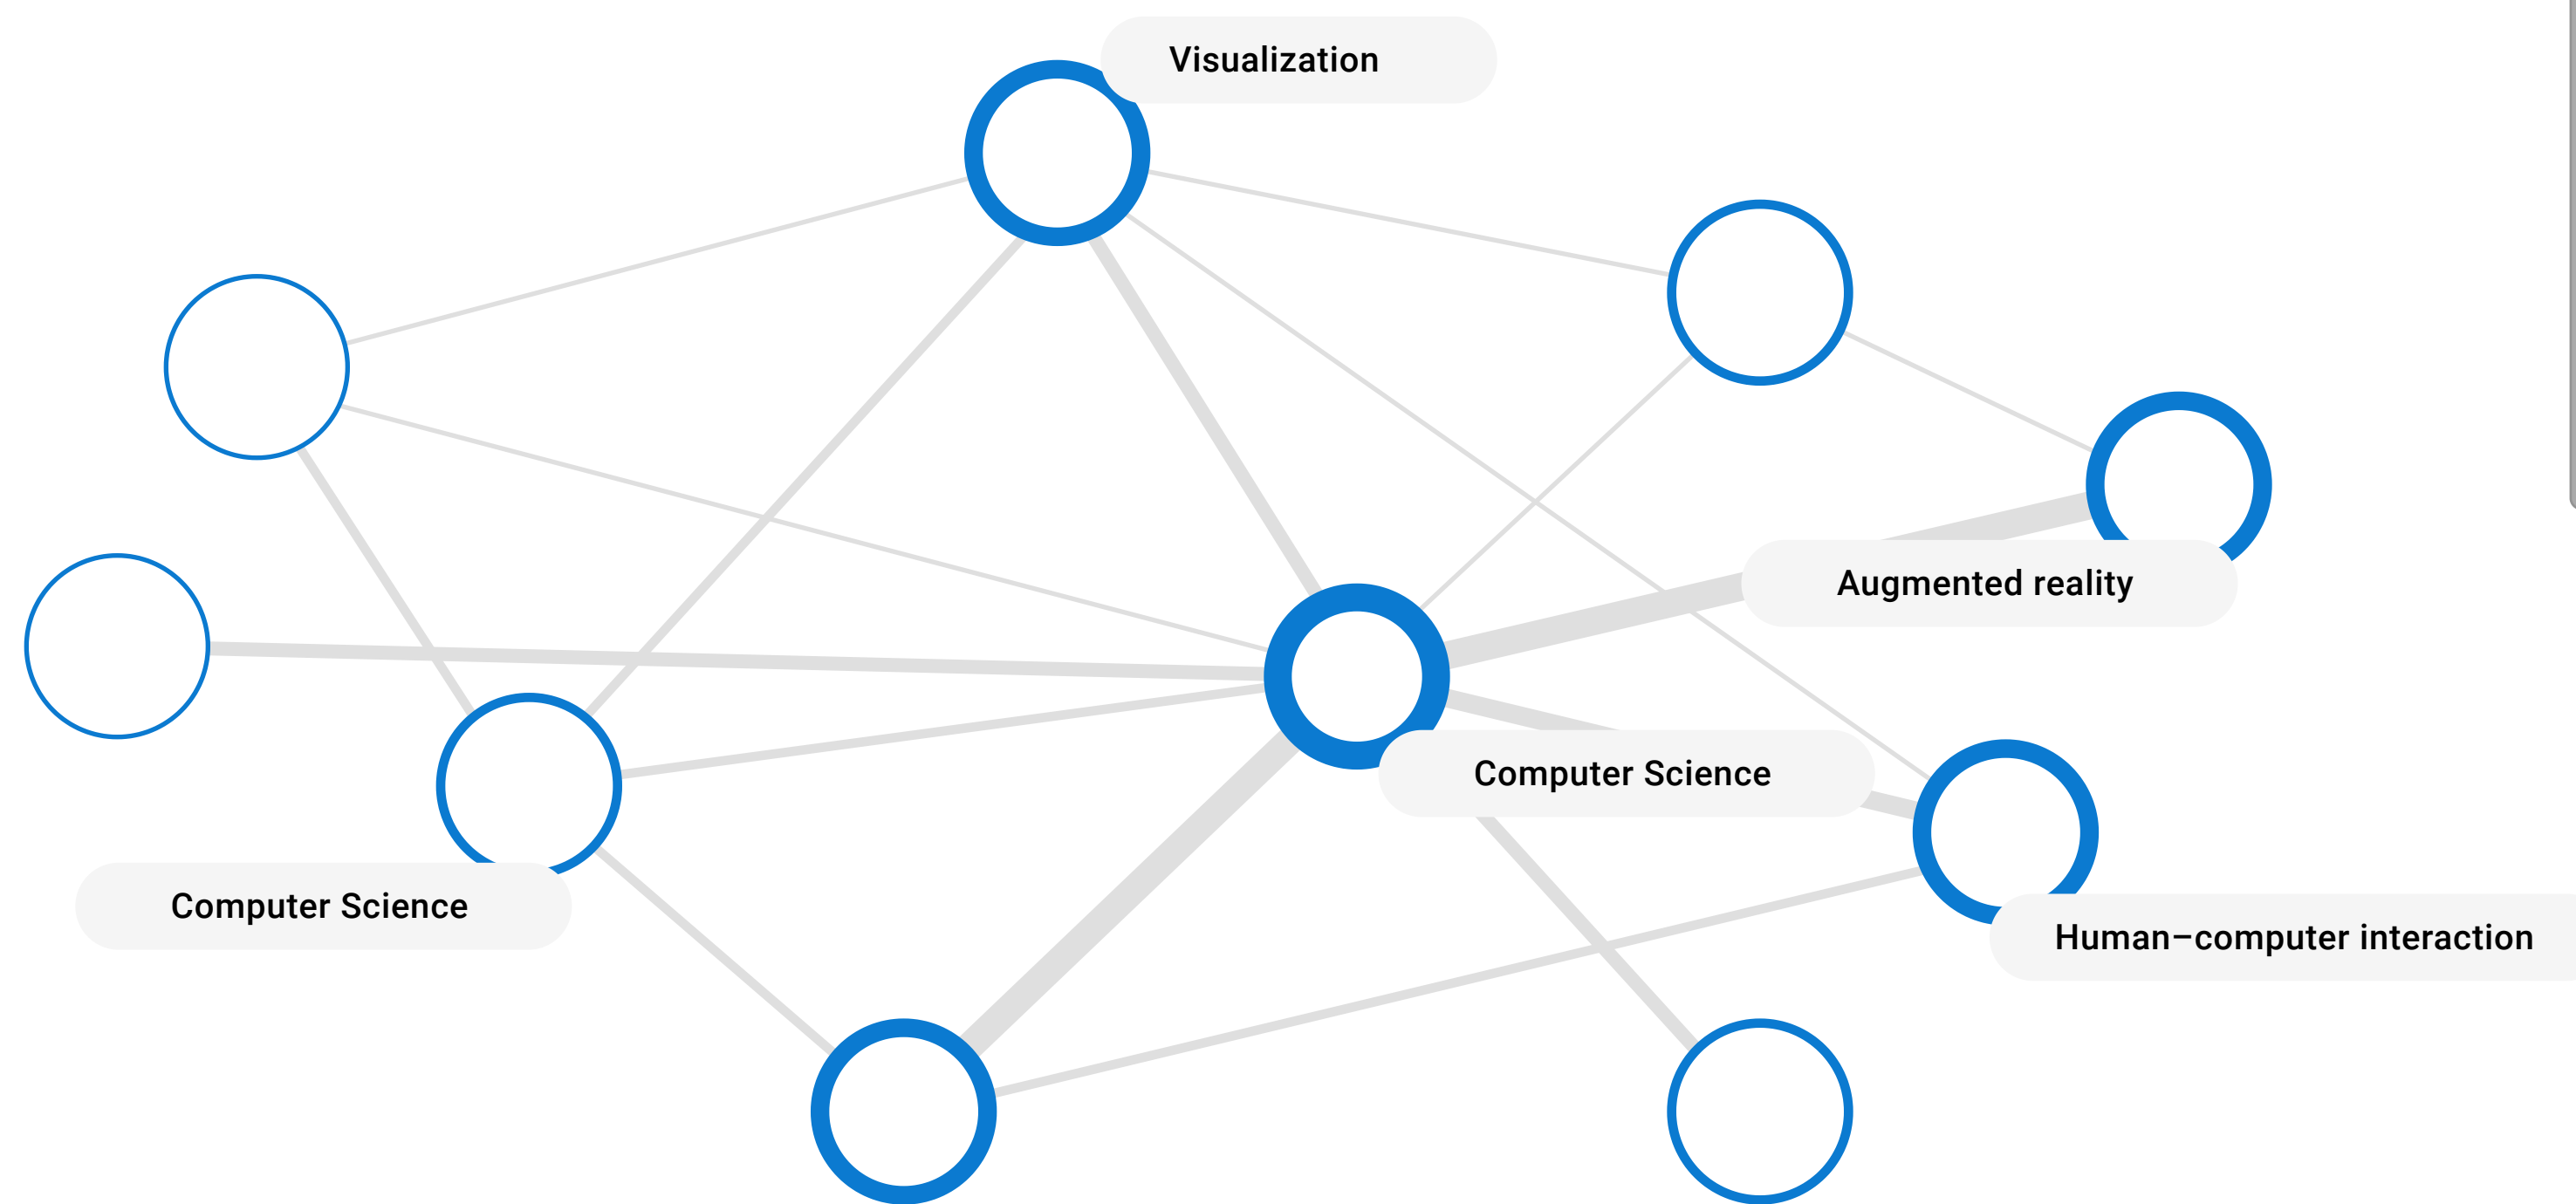 Visualization
Augmented reality
Computer Science
Computer Science
Human–computer interaction